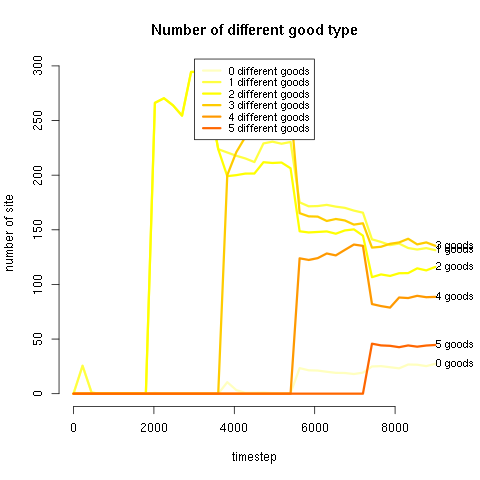 Number of different good type
0 different goods
1 different goods
2 different goods
3 different goods
4 different goods
5 different goods
number of site
300
250
200
150
100
50
0
3 goods
1 goods
2 goods
4 goods
5 goods
0 goods
0 2000 4000 6000 8000
timestep